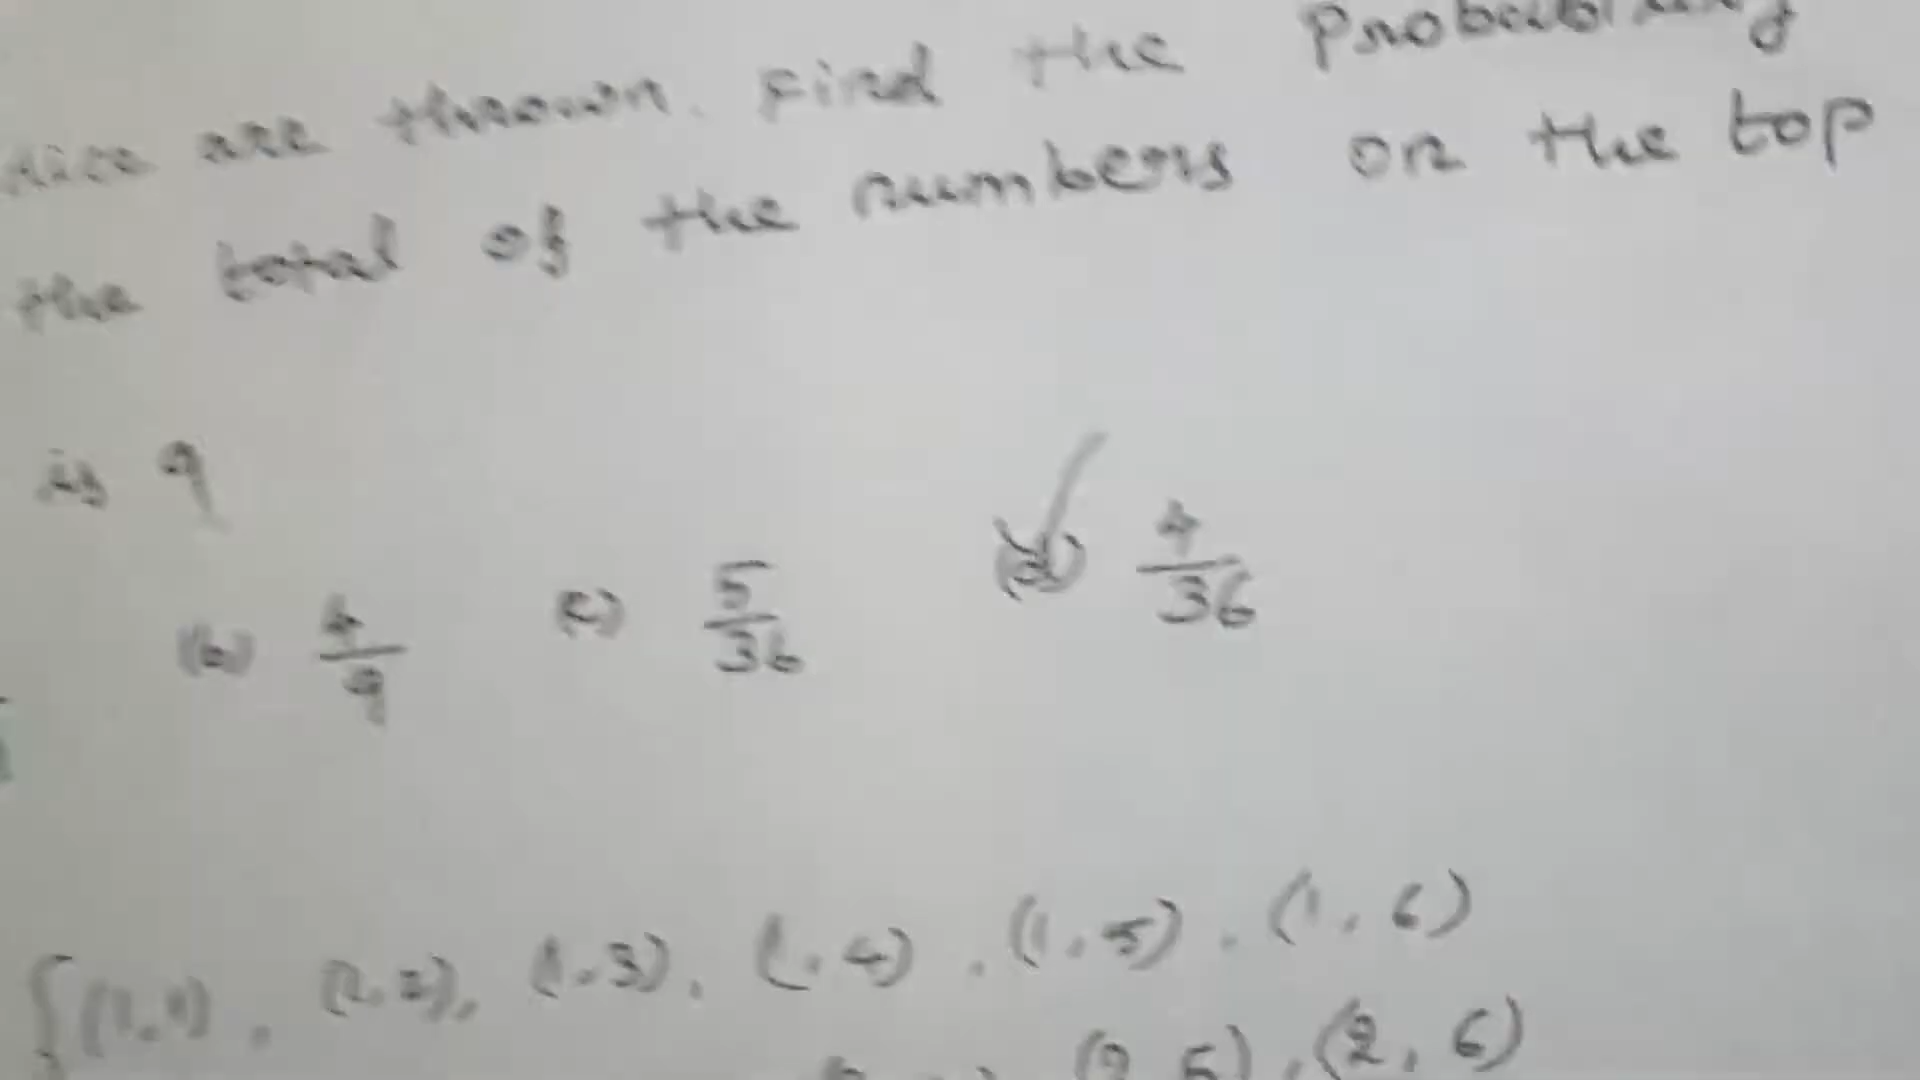 dice are thrown. Find the Probability
the total of the numbers on the top
is 9
(b) 4/9 (c) 5/36 (d) 4/36
{(1,1), (1,2), (1,3), (1,4), (1,5), (1,6)
(2,5), (2,6)